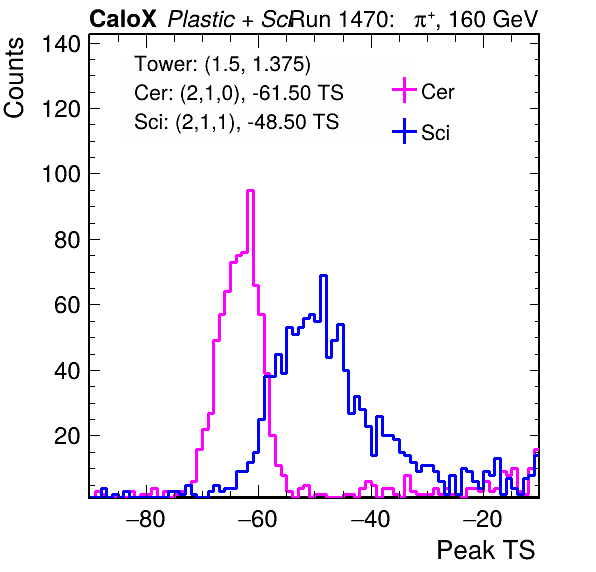 CaloX Plastic + Sci Run 1470: π⁺, 160 GeV
Counts
140
120
100
80
60
40
20
Tower: (1.5, 1.375)
Cer: (2,1,0), -61.50 TS
Sci: (2,1,1), -48.50 TS
Cer
Sci
−80 −60 −40 −20
Peak TS